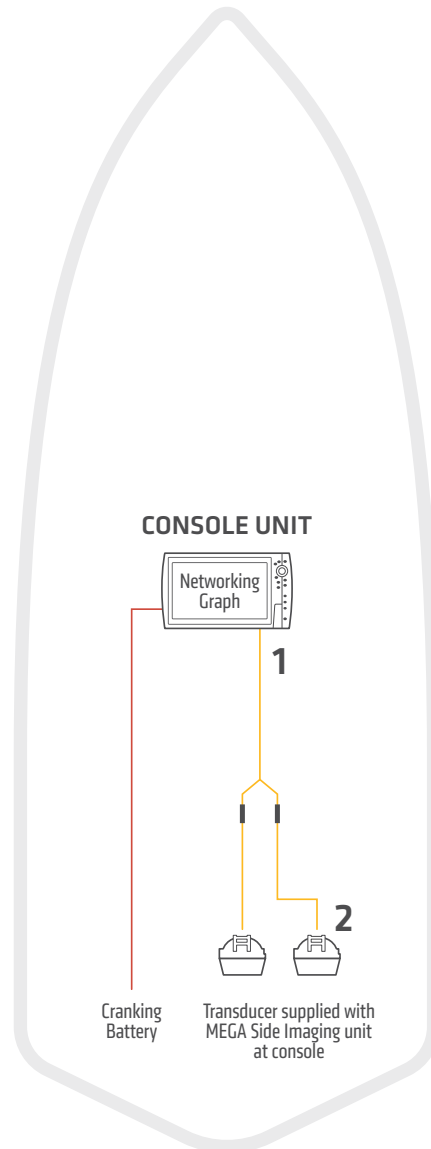 CONSOLE UNIT
Networking
Graph
1
2
Cranking
Battery
Transducer supplied with
MEGA Side Imaging unit
at console